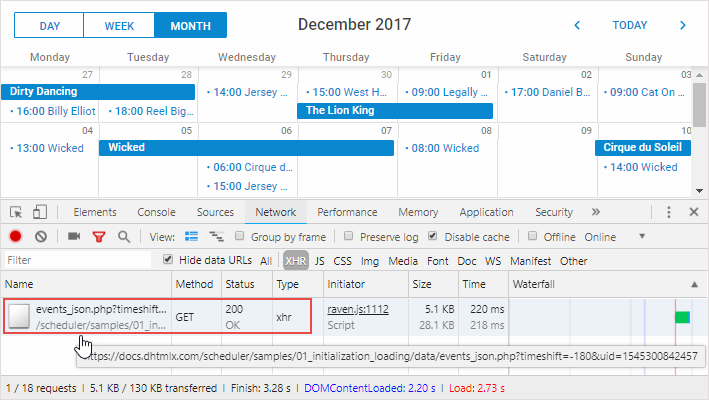 DAY WEEK MONTH December 2017 TODAY
Monday Tuesday Wednesday Thursday Friday Saturday Sunday
27 28 29 30 01 02 03
Dirty Dancing • 14:00 Jersey ... • 15:00 West H... • 09:00 Legally ... • 17:00 Daniel B... • 09:00 Cat On ...
• 16:00 Billy Elliot • 18:00 Reel Big... The Lion King
04 05 06 07 08 09 10
• 13:00 Wicked Wicked • 08:00 Wicked Cirque du Soleil
• 06:00 Cirque d... • 14:00 Wicked
• 15:00 Jersey ...
Elements Console Sources Network Performance Memory Application Security »
View: Group by frame Preserve log Disable cache Offline Online
Filter Hide data URLs All XHR JS CSS Img Media Font Doc WS Manifest Other
Name Method Status Type Initiator Size Time Waterfall
events_json.php?timeshift... GET 200 xhr raven.js:1112 5.1 KB 220 ms
/scheduler/samples/01_in... OK Script 28.1 KB 218 ms
https://docs.dhtmlx.com/scheduler/samples/01_initialization_loading/data/events_json.php?timeshift=-180&uid=1545300842457
1 / 18 requests | 5.1 KB / 130 KB transferred | Finish: 3.28 s | DOMContentLoaded: 2.20 s | Load: 2.73 s